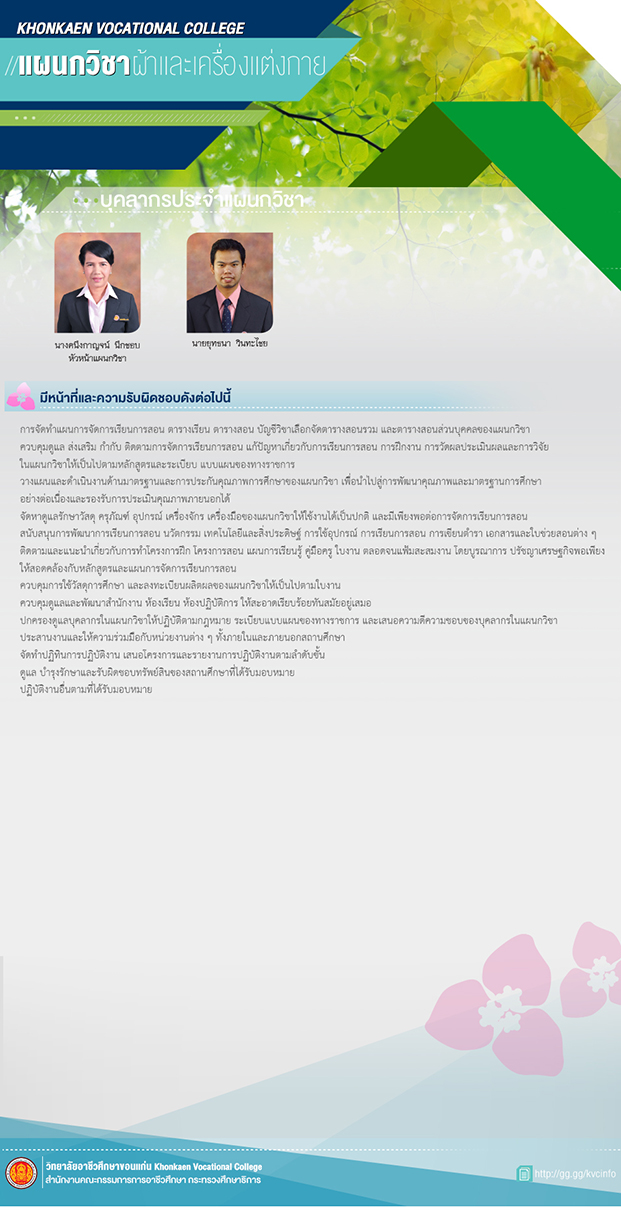 KHONKAEN VOCATIONAL COLLEGE
//แผนกวิชาผ้าและเครื่องแต่งกาย
บุคลากรประจำแผนกวิชา
นางคนึงกาญจน์ นึกชอบ
หัวหน้าแผนกวิชา
นายยุทธนา วินทะไชย
มีหน้าที่และความรับผิดชอบดังต่อไปนี้
การจัดทำแผนการจัดการเรียนการสอน ตารางเรียน ตารางสอน บัญชีวิชาเลือกจัดตารางสอนรวม และตารางสอนส่วนบุคคลของแผนกวิชา
ควบคุมดูแล ส่งเสริม กำกับ ติดตามการจัดการเรียนการสอน แก้ปัญหาเกี่ยวกับการเรียนการสอน การฝึกงาน การวัดผลประเมินผลและการวิจัย
ในแผนกวิชาให้เป็นไปตามหลักสูตรและระเบียบ แบบแผนของทางราชการ
วางแผนและดำเนินงานด้านมาตรฐานและการประกันคุณภาพการศึกษาของแผนกวิชา เพื่อนำไปสู่การพัฒนาคุณภาพและมาตรฐานการศึกษา
อย่างต่อเนื่องและรองรับการประเมินคุณภาพภายนอกได้
จัดหาดูแลรักษาวัสดุ ครุภัณฑ์ อุปกรณ์ เครื่องจักร เครื่องมือของแผนกวิชาให้ใช้งานได้เป็นปกติ และมีเพียงพอต่อการจัดการเรียนการสอน
สนับสนุนการพัฒนาการเรียนการสอน นวัตกรรม เทคโนโลยีและสิ่งประดิษฐ์ การใช้อุปกรณ์ การเรียนการสอน การเขียนตำรา เอกสารและใบช่วยสอนต่าง ๆ
ติดตามและแนะนำเกี่ยวกับการทำโครงการฝึก โครงการสอน แผนการเรียนรู้ คู่มือครู ใบงาน ตลอดจนแฟ้มสะสมงาน โดยบูรณาการ ปรัชญาเศรษฐกิจพอเพียง
ให้สอดคล้องกับหลักสูตรและแผนการจัดการเรียนการสอน
ควบคุมการใช้วัสดุการศึกษา และลงทะเบียนผลิตผลของแผนกวิชาให้เป็นไปตามใบงาน
ควบคุมดูแลและพัฒนาสำนักงาน ห้องเรียน ห้องปฏิบัติการ ให้สะอาดเรียบร้อยทันสมัยอยู่เสมอ
ปกครองดูแลบุคลากรในแผนกวิชาให้ปฏิบัติตามกฎหมาย ระเบียบแบบแผนของทางราชการ และเสนอความดีความชอบของบุคลากรในแผนกวิชา
ประสานงานและให้ความร่วมมือกับหน่วยงานต่าง ๆ ทั้งภายในและภายนอกสถานศึกษา
จัดทำปฏิทินการปฏิบัติงาน เสนอโครงการและรายงานการปฏิบัติงานตามลำดับขั้น
ดูแล บำรุงรักษาและรับผิดชอบทรัพย์สินของสถานศึกษาที่ได้รับมอบหมาย
ปฏิบัติงานอื่นตามที่ได้รับมอบหมาย
วิทยาลัยอาชีวศึกษาขอนแก่น Khonkaen Vocational College
สำนักงานคณะกรรมการการอาชีวศึกษา กระทรวงศึกษาธิการ
http://gg.gg/kvcinfo